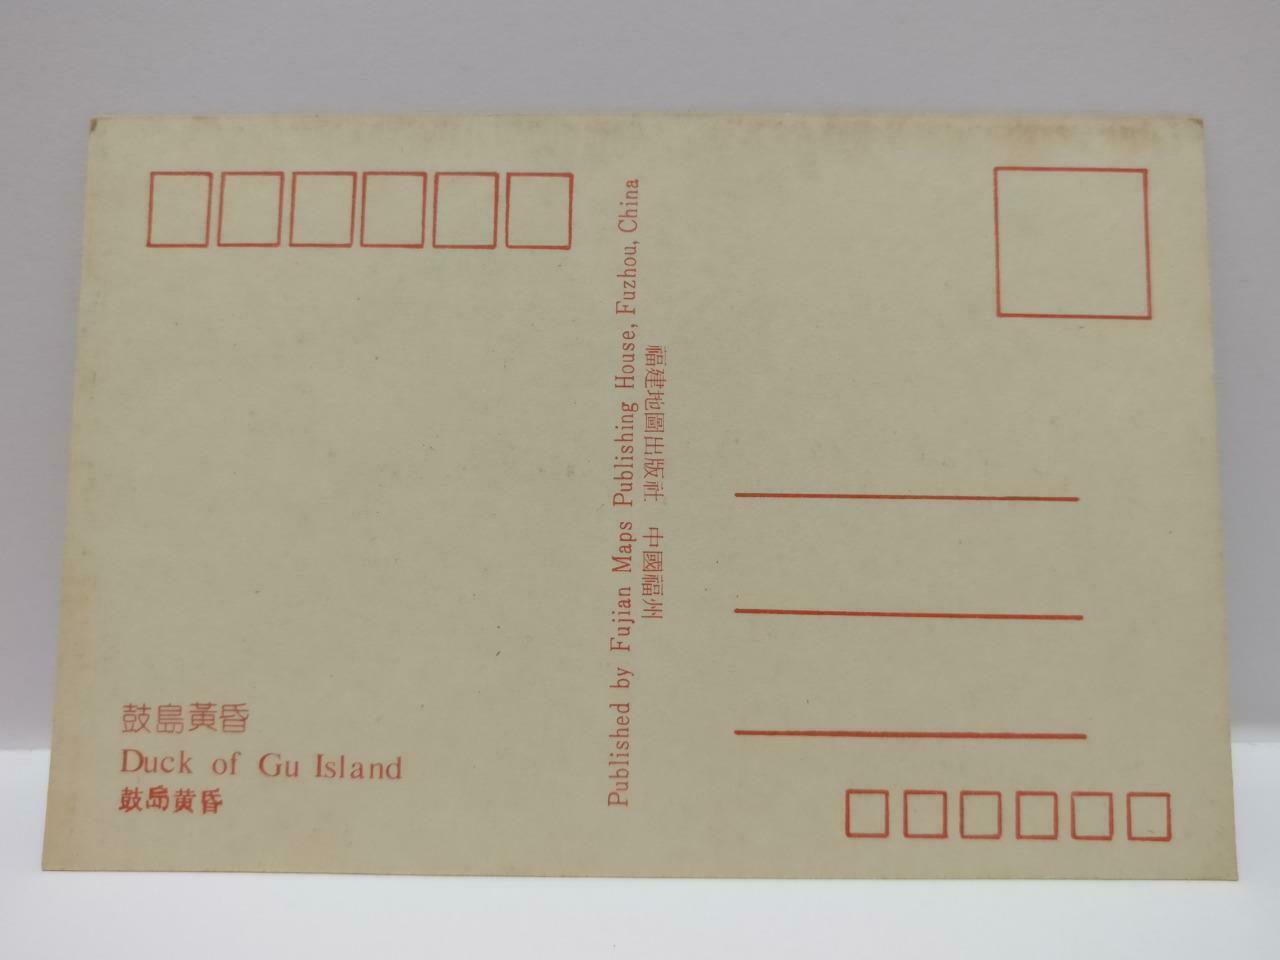 鼓島黃昏
Duck of Gu Island
鼓島黄昏
Published by Fujian Maps Publishing House, Fuzhou, China
福建地圖出版社 中國福州